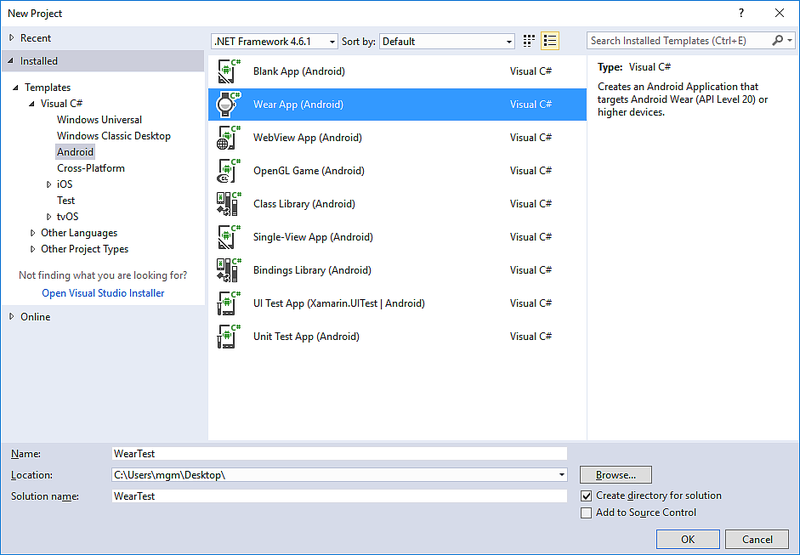 New Project
Recent
.NET Framework 4.6.1
Sort by:
Default
Search Installed Templates (Ctrl+E)
Installed
Templates
Visual C#
Windows Universal
Windows Classic Desktop
Android
Cross-Platform
iOS
Test
tvOS
Other Languages
Other Project Types
Not finding what you are looking for?
Open Visual Studio Installer
Online
Blank App (Android) Visual C#
Wear App (Android) Visual C#
WebView App (Android) Visual C#
OpenGL Game (Android) Visual C#
Class Library (Android) Visual C#
Single-View App (Android) Visual C#
Bindings Library (Android) Visual C#
UI Test App (Xamarin.UITest | Android) Visual C#
Unit Test App (Android) Visual C#
Type: Visual C#
Creates an Android Application that
targets Android Wear (API Level 20) or
higher devices.
Name: WearTest
Location: C:\Users\mgm\Desktop\
Browse...
Solution name: WearTest
Create directory for solution
Add to Source Control
OK
Cancel